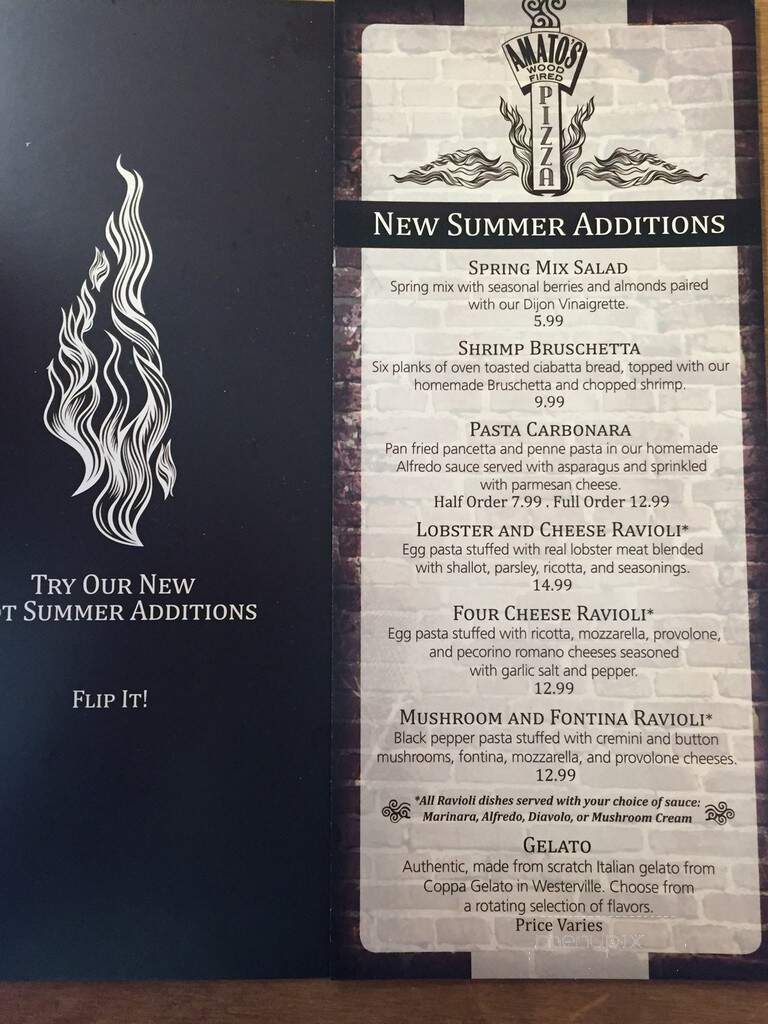 TRY OUR NEW
OT SUMMER ADDITIONS
FLIP IT!
AMATO'S
WOOD
FIRED
PIZZA
NEW SUMMER ADDITIONS
SPRING MIX SALAD
Spring mix with seasonal berries and almonds paired
with our Dijon Vinaigrette.
5.99
SHRIMP BRUSCHETTA
Six planks of oven toasted ciabatta bread, topped with our
homemade Bruschetta and chopped shrimp.
9.99
PASTA CARBONARA
Pan fried pancetta and penne pasta in our homemade
Alfredo sauce served with asparagus and sprinkled
with parmesan cheese.
Half Order 7.99 . Full Order 12.99
LOBSTER AND CHEESE RAVIOLI*
Egg pasta stuffed with real lobster meat blended
with shallot, parsley, ricotta, and seasonings.
14.99
FOUR CHEESE RAVIOLI*
Egg pasta stuffed with ricotta, mozzarella, provolone,
and pecorino romano cheeses seasoned
with garlic salt and pepper.
12.99
MUSHROOM AND FONTINA RAVIOLI*
Black pepper pasta stuffed with cremini and button
mushrooms, fontina, mozzarella, and provolone cheeses.
12.99
*All Ravioli dishes served with your choice of sauce:
Marinara, Alfredo, Diavolo, or Mushroom Cream
GELATO
Authentic, made from scratch Italian gelato from
Coppa Gelato in Westerville. Choose from
a rotating selection of flavors.
Price Varies
menupix